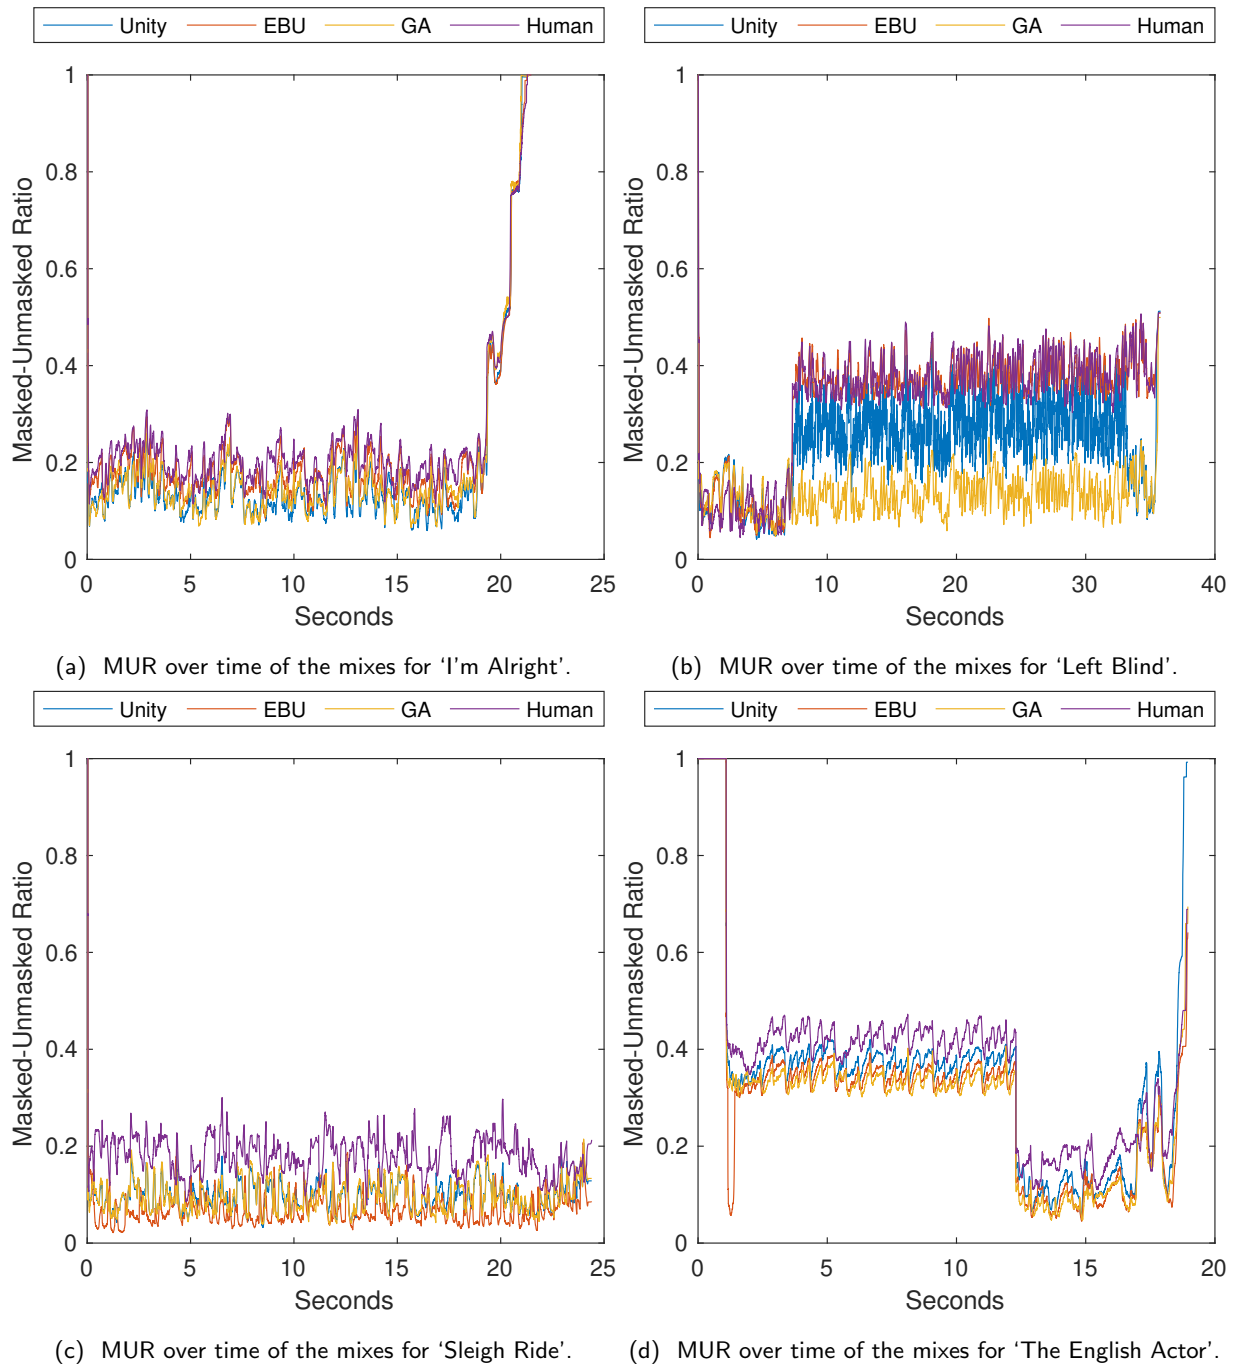 Unity EBU GA Human
Masked-Unmasked Ratio
1
0.8
0.6
0.4
0.2
0
0 5 10 15 20 25
Seconds
(a) MUR over time of the mixes for ‘I'm Alright’.
Unity EBU GA Human
Masked-Unmasked Ratio
1
0.8
0.6
0.4
0.2
0
0 10 20 30 40
Seconds
(b) MUR over time of the mixes for ‘Left Blind’.
Unity EBU GA Human
Masked-Unmasked Ratio
1
0.8
0.6
0.4
0.2
0
0 5 10 15 20 25
Seconds
(c) MUR over time of the mixes for ‘Sleigh Ride’.
Unity EBU GA Human
Masked-Unmasked Ratio
1
0.8
0.6
0.4
0.2
0
0 5 10 15 20
Seconds
(d) MUR over time of the mixes for ‘The English Actor’.